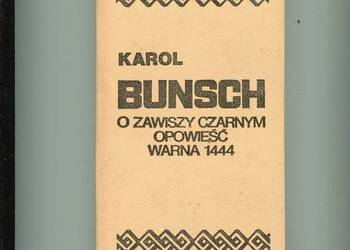 KAROL
BUNSCH
O ZAWISZY CZARNYM
OPOWIEŚĆ
WARNA 1444